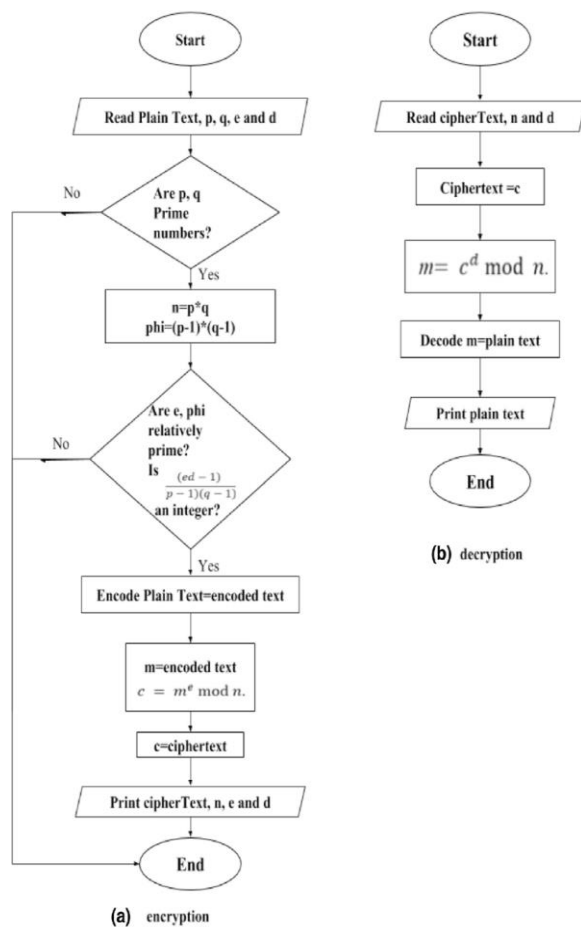 Start
Read Plain Text, p, q, e and d
No
Are p, q
Prime
numbers?
Yes
n=p*q
phi=(p-1)*(q-1)
No
Are e, phi
relatively
prime?
Is
(ed − 1)
p − 1)(q − 1)
an integer?
Yes
Encode Plain Text=encoded text
m=encoded text
c = m^e mod n.
c=ciphertext
Print cipherText, n, e and d
End
(a) encryption
Start
Read cipherText, n and d
Ciphertext =c
m= c^d mod n.
Decode m=plain text
Print plain text
End
(b) decryption